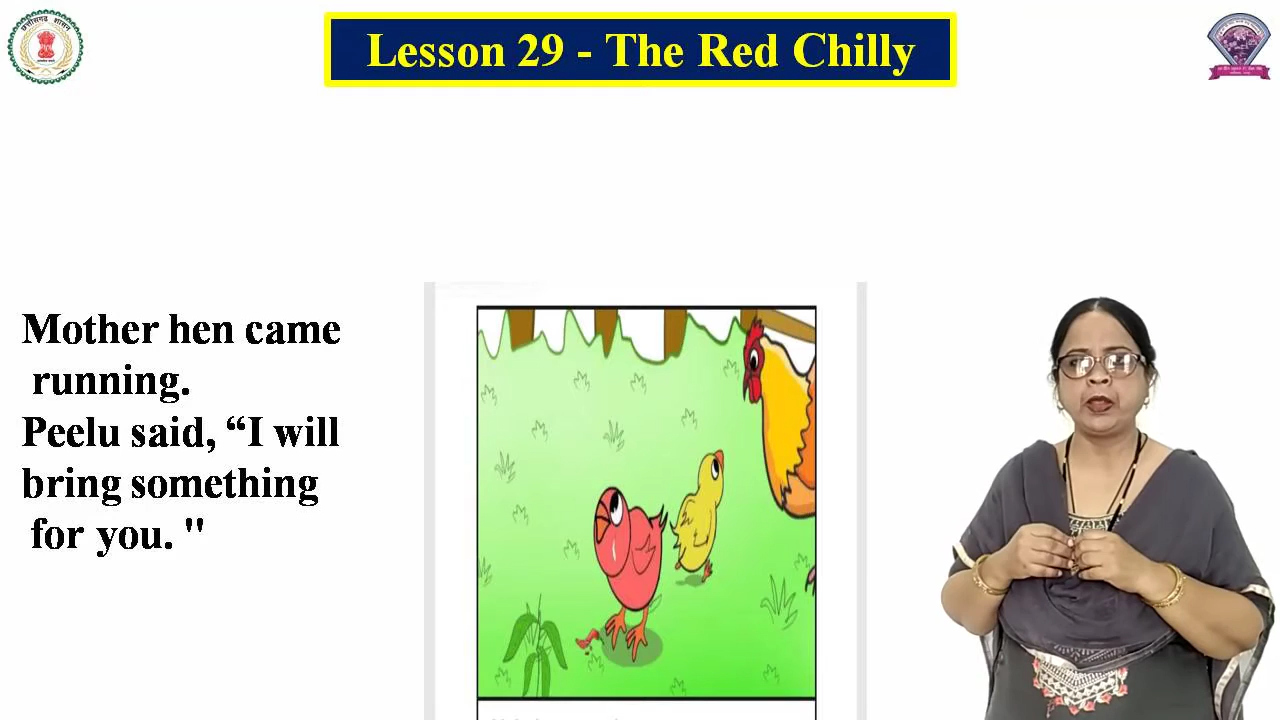 Lesson 29 - The Red Chilly
Mother hen came
running.
Peelu said, “I will
bring something
for you. "